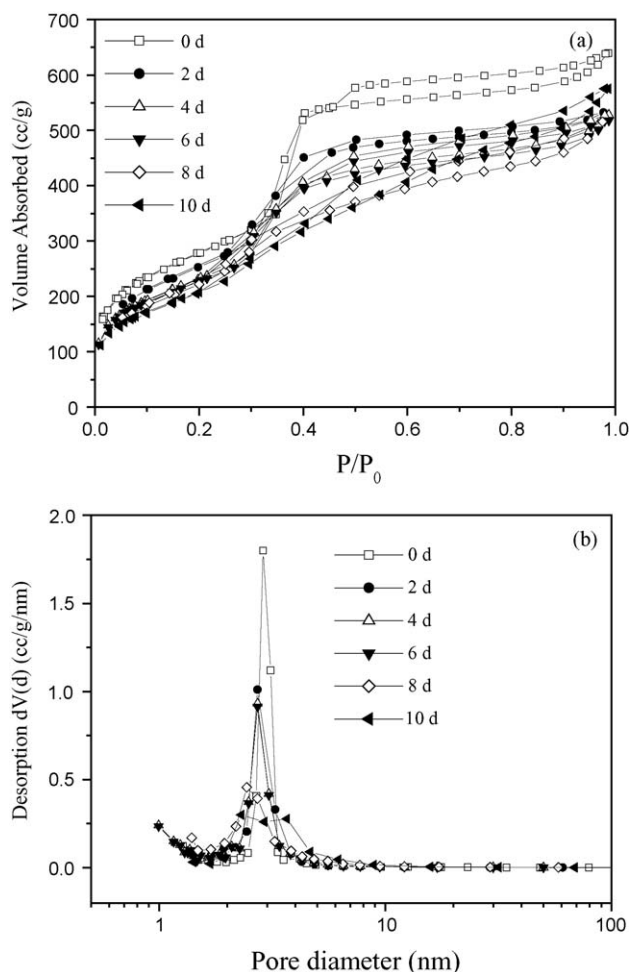 700
(a)
0 d
600
2 d
500
4 d
400
6 d
8 d
300
10 d
200
100
0
0.0 0.2 0.4 0.6 0.8 1.0
Volume Absorbed (cc/g)
P/P0
2.0
(b)
0 d
2 d
1.5
4 d
6 d
1.0
8 d
10 d
0.5
0.0
1 10 100
Desorption dV(d) (cc/g/nm)
Pore diameter (nm)